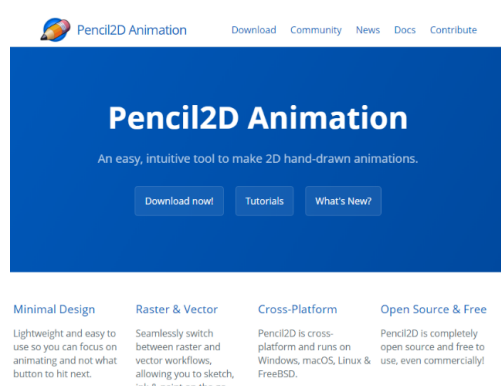 Pencil2D Animation
Download Community News Docs Contribute
Pencil2D Animation
An easy, intuitive tool to make 2D hand-drawn animations.
Download now! Tutorials What's New?
Minimal Design
Lightweight and easy to
use so you can focus on
animating and not what
button to hit next.
Raster & Vector
Seamlessly switch
between raster and
vector workflows,
allowing you to sketch,
Cross-Platform
Pencil2D is cross-
platform and runs on
Windows, macOS, Linux &
FreeBSD.
Open Source & Free
Pencil2D is completely
open source and free to
use, even commercially!